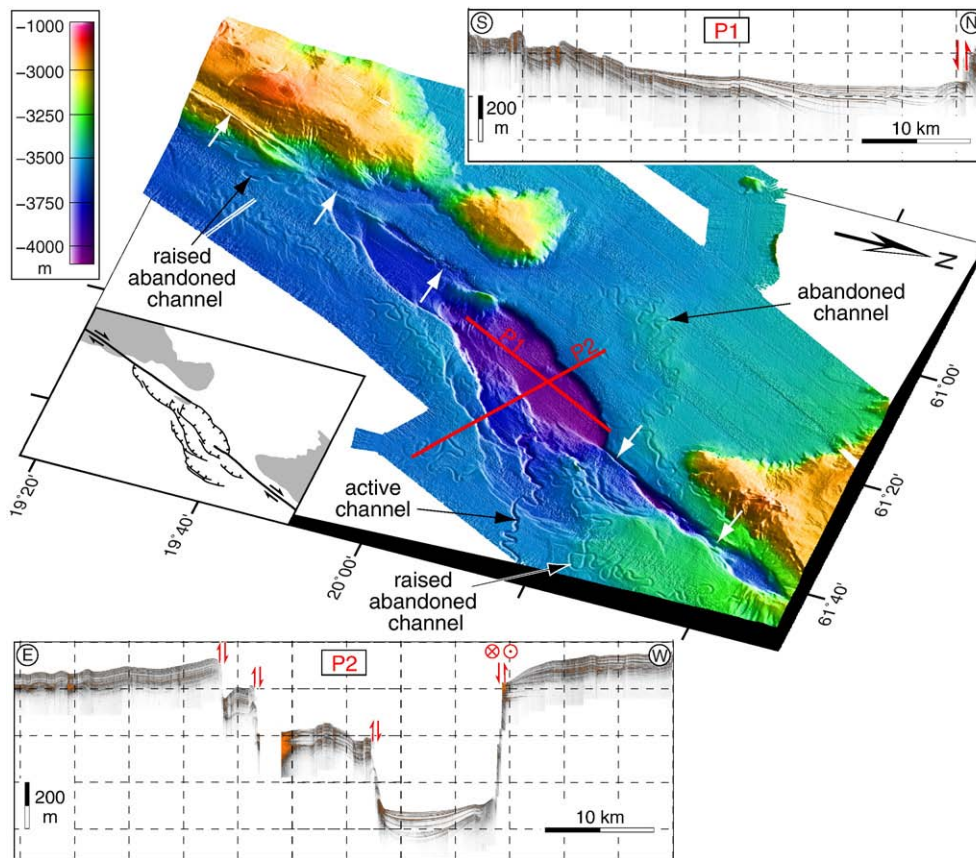 −1000
−3000
−3250
−3500
−3750
−4000
m
S
P1
N
200
m
10 km
raised
abandoned
channel
N
abandoned
channel
P1
P2
61°00'
61°20'
61°40'
19°20'
19°40'
20°00'
active
channel
raised
abandoned
channel
E
P2
W
200
m
10 km